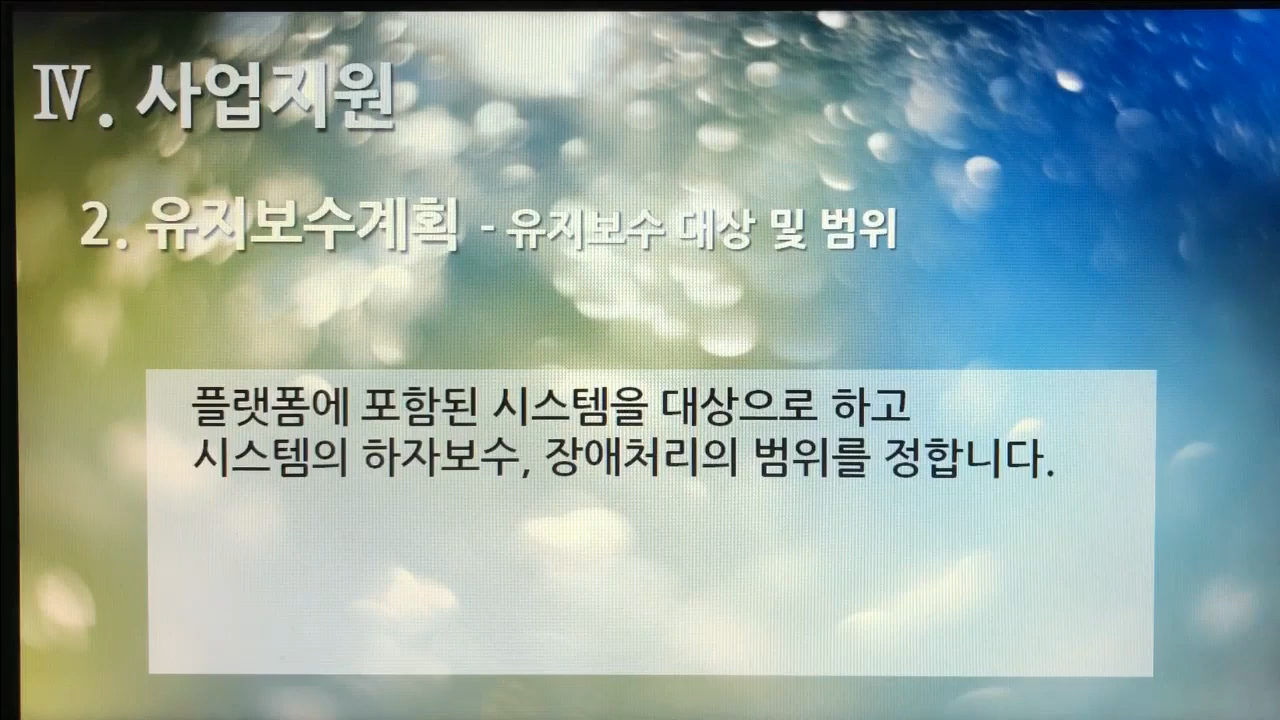 Ⅳ. 사업지원
2. 유지보수계획 - 유지보수 대상 및 범위
플랫폼에 포함된 시스템을 대상으로 하고
시스템의 하자보수, 장애처리의 범위를 정합니다.